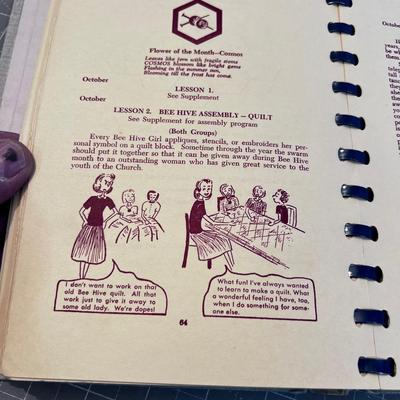 Flower of the Month—Cosmos
Leaves like fern with fragile stems
COSMOS blossom like bright gems
Flashing in the summer sun,
Blooming till the frost has come.
October
LESSON 1.
See Supplement
October
LESSON 2. BEE HIVE ASSEMBLY — QUILT
See Supplement for assembly program
(Both Groups)
Every Bee Hive Girl appliques, stencils, or embroiders her per-
sonal symbol on a quilt block. Sometime through the year the swarm
should put it together so that it can be given away during Bee Hive
month to an outstanding woman who has given great service to the
youth of the Church.
I don't want to work on that
old Bee Hive quilt. All that
work just to give it away to
some old lady. We're dopes!
What fun! I've always wanted
to learn to make a quilt. What
a wonderful feeling I have, too,
when I do something for some-
one else.
64